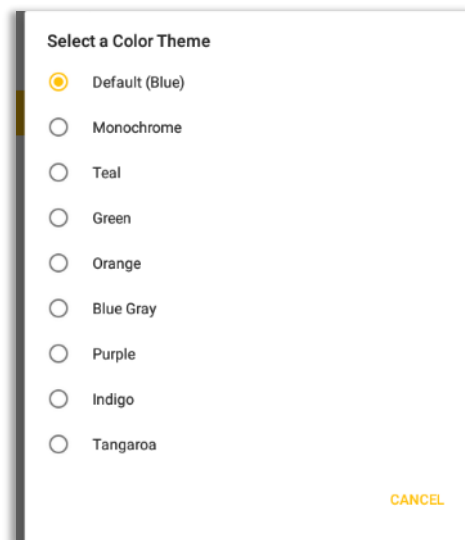 Select a Color Theme
Default (Blue)
Monochrome
Teal
Green
Orange
Blue Gray
Purple
Indigo
Tangaroa
CANCEL